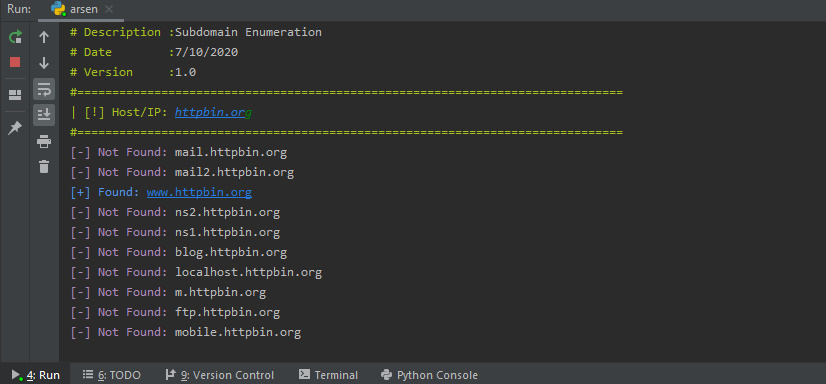 Run: arsen ×
# Description :Subdomain Enumeration
# Date        :7/10/2020
# Version     :1.0
#==============================================================================
| [!] Host/IP: httpbin.org
#==============================================================================
[-] Not Found: mail.httpbin.org
[-] Not Found: mail2.httpbin.org
[+] Found: www.httpbin.org
[-] Not Found: ns2.httpbin.org
[-] Not Found: ns1.httpbin.org
[-] Not Found: blog.httpbin.org
[-] Not Found: localhost.httpbin.org
[-] Not Found: m.httpbin.org
[-] Not Found: ftp.httpbin.org
[-] Not Found: mobile.httpbin.org
4: Run 6: TODO 9: Version Control Terminal Python Console